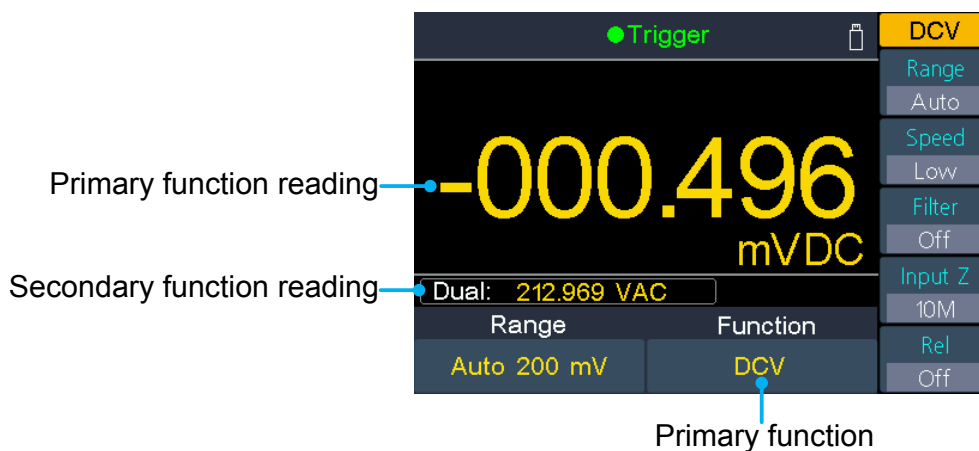 Trigger
DCV
Range
Auto
Speed
Low
Filter
Off
Input Z
10M
Rel
Off
Primary function reading
-000.496
mVDC
Secondary function reading
Dual: 212.969 VAC
Range Function
Auto 200 mV DCV
Primary function